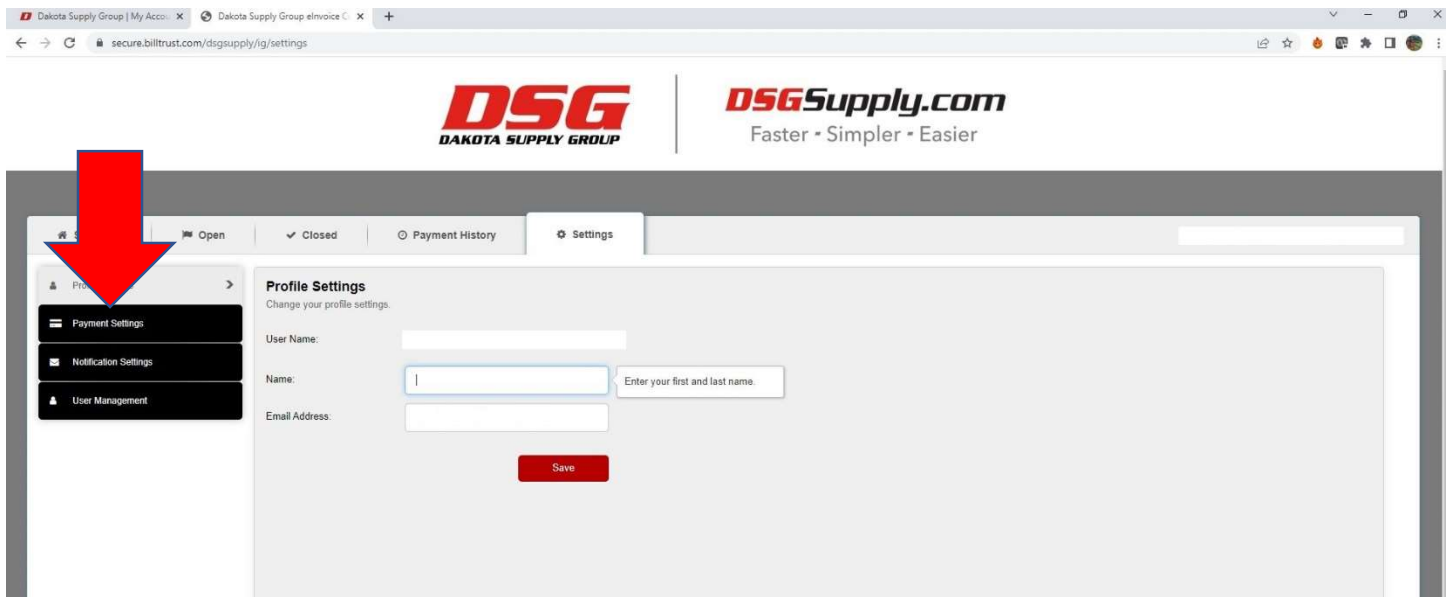 Dakota Supply Group | My Accou
Dakota Supply Group eInvoice C
secure.billtrust.com/dsgsupply/ig/settings
DSG
DAKOTA SUPPLY GROUP
DSGSupply.com
Faster - Simpler - Easier
Open
Closed
Payment History
Settings
Profile Settings
Change your profile settings.
Payment Settings
User Name:
Notification Settings
Name:
Enter your first and last name.
User Management
Email Address:
Save